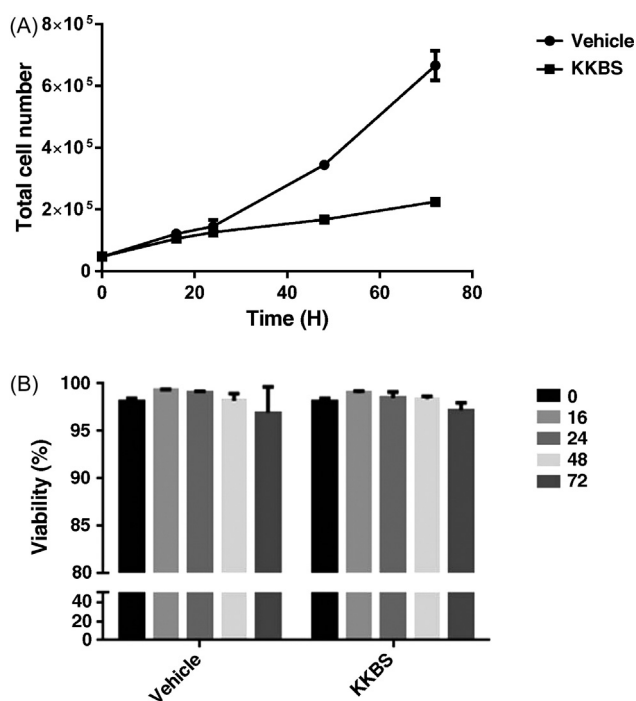 (A)
8×10⁵
6×10⁵
4×10⁵
2×10⁵
0
Total cell number
0 20 40 60 80
Time (H)
Vehicle
KKBS
(B)
100
95
90
85
80
40
20
0
Viability (%)
Vehicle
KKBS
0
16
24
48
72